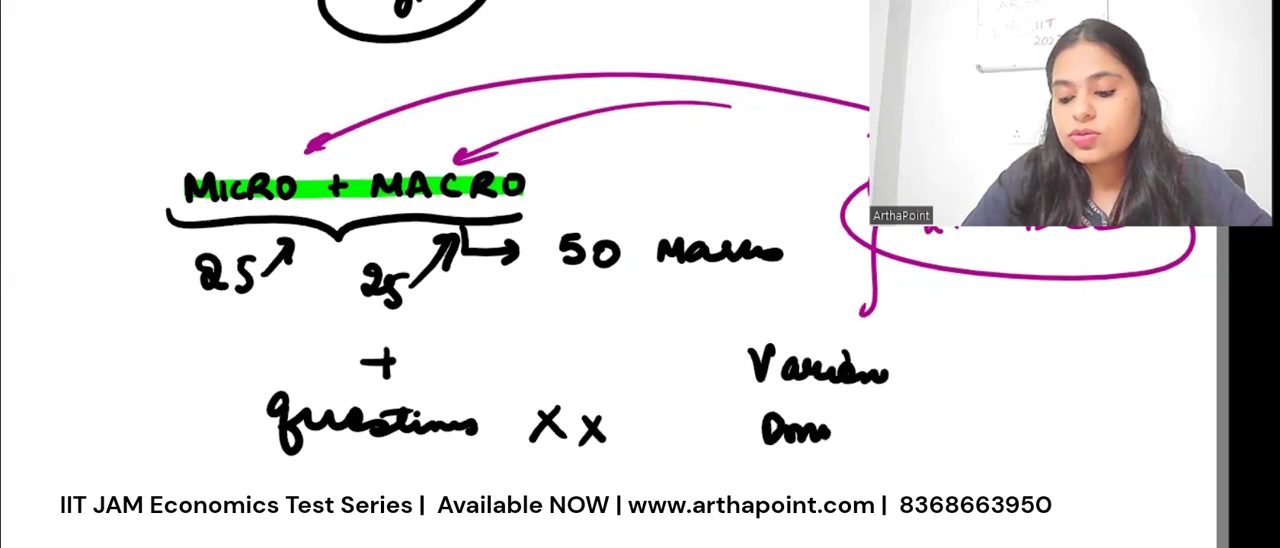 MICRO + MACRO
25 25 → 50 Marks
+
questions X X
Varian
ArthaPoint
IIT JAM Economics Test Series | Available NOW | www.arthapoint.com | 8368663950